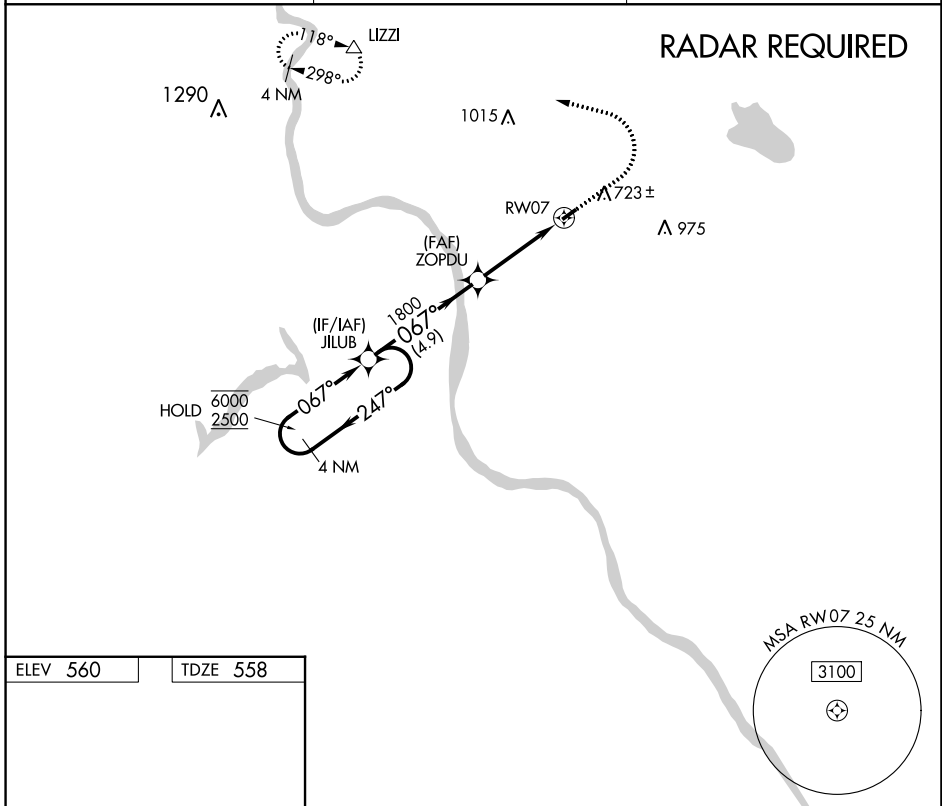 118°
LIZZI
298°
4 NM
RADAR REQUIRED
1290
1015
723 ±
RW07
975
(FAF)
ZOPDU
1800
067°
(4.9)
(IF/IAF)
JILUB
HOLD
6000
2500
067°
247°
4 NM
MSA RW07 25 NM
3100
ELEV 560
TDZE 558